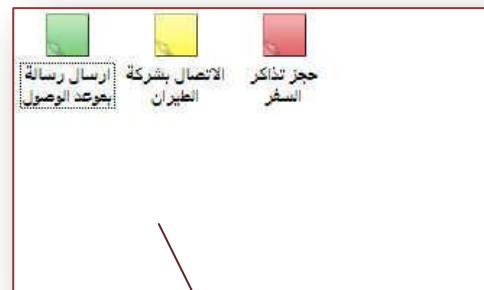 حجز تذاكر
السفر
الاتصال بشركة
الطيران
ارسال رسالة
بموعد الوصول